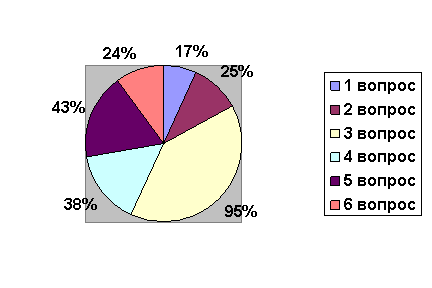 24%
17%
25%
43%
38%
95%
1 вопрос
2 вопрос
3 вопрос
4 вопрос
5 вопрос
6 вопрос